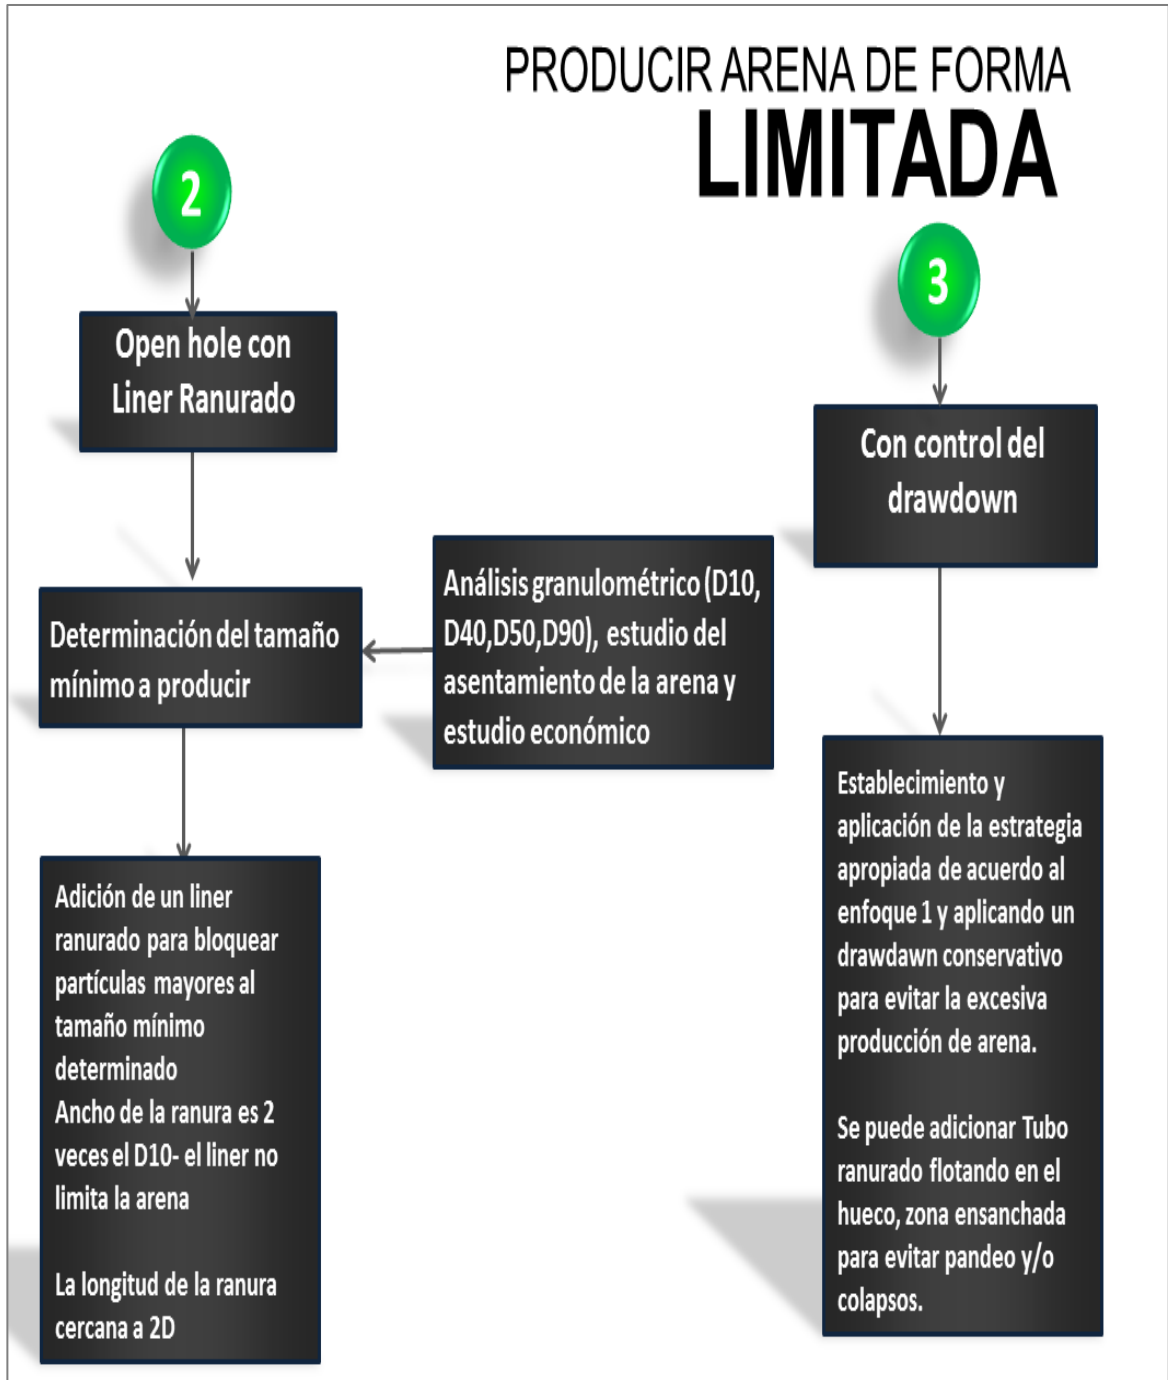 PRODUCIR ARENA DE FORMA
LIMITADA
2
Open hole con
Liner Ranurado
Determinación del tamaño
mínimo a producir
Análisis granulométrico (D10,
D40,D50,D90), estudio del
asentamiento de la arena y
estudio económico
Adición de un liner
ranurado para bloquear
partículas mayores al
tamaño mínimo
determinado
Ancho de la ranura es 2
veces el D10- el liner no
limita la arena
La longitud de la ranura
cercana a 2D
3
Con control del
drawdown
Establecimiento y
aplicación de la estrategia
apropiada de acuerdo al
enfoque 1 y aplicando un
drawdawn conservativo
para evitar la excesiva
producción de arena.
Se puede adicionar Tubo
ranurado flotando en el
hueco, zona ensanchada
para evitar pandeo y/o
colapsos.